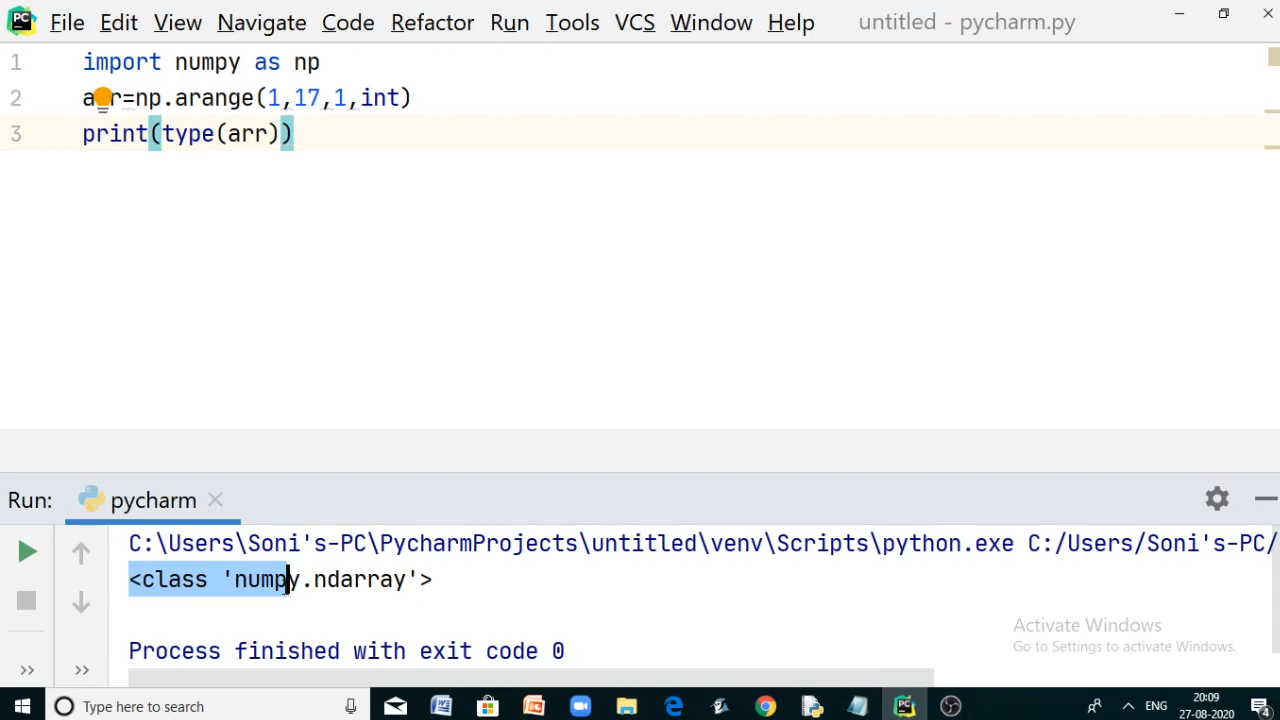 PC File Edit View Navigate Code Refactor Run Tools VCS Window Help untitled - pycharm.py
1 import numpy as np
2 arr=np.arange(1,17,1,int)
3 print(type(arr))
Run: pycharm
C:\Users\Soni's-PC\PycharmProjects\untitled\venv\Scripts\python.exe C:/Users/Soni's-PC/
<class 'numpy.ndarray'>
Activate Windows
Go to Settings to activate Windows.
Process finished with exit code 0
Type here to search
ENG
20:09
27-08-2020
4